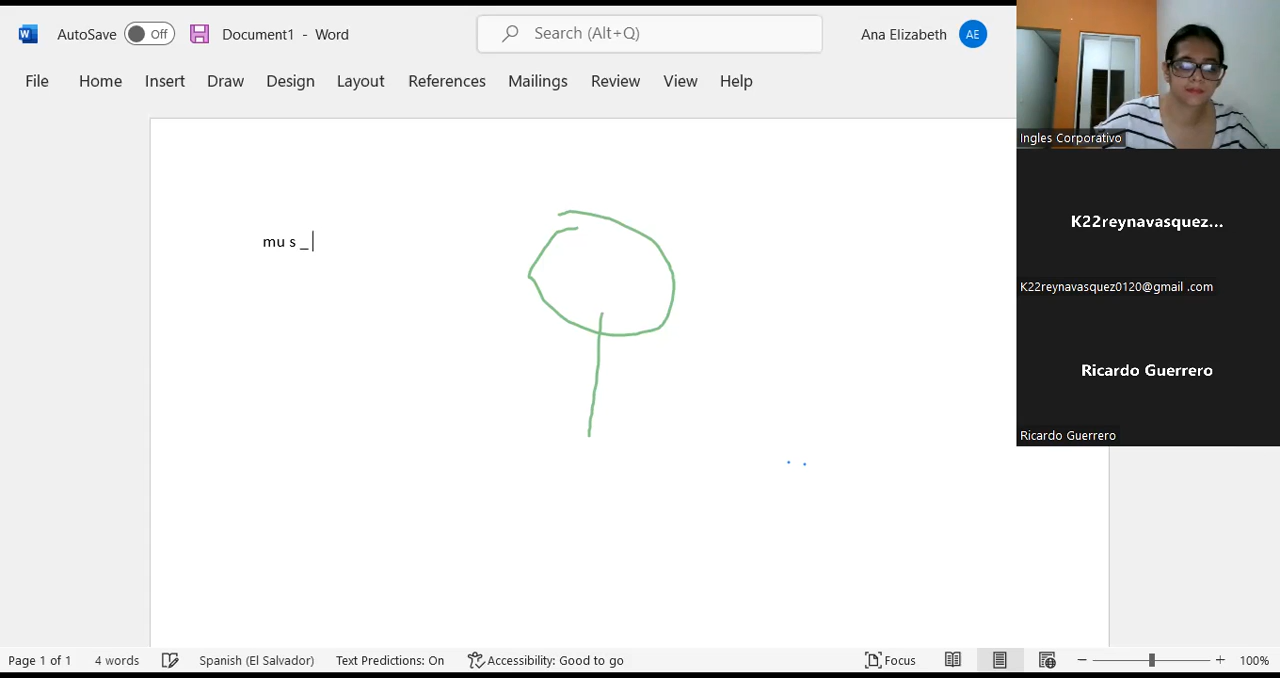 AutoSave Off Document1 - Word Search (Alt+Q) Ana Elizabeth AE
File Home Insert Draw Design Layout References Mailings Review View Help
Ingles Corporativo
mu s _
K22reynavasquez...
K22reynavasquez0120@gmail .com
Ricardo Guerrero
Ricardo Guerrero
Page 1 of 1 4 words Spanish (El Salvador) Text Predictions: On Accessibility: Good to go Focus 100%